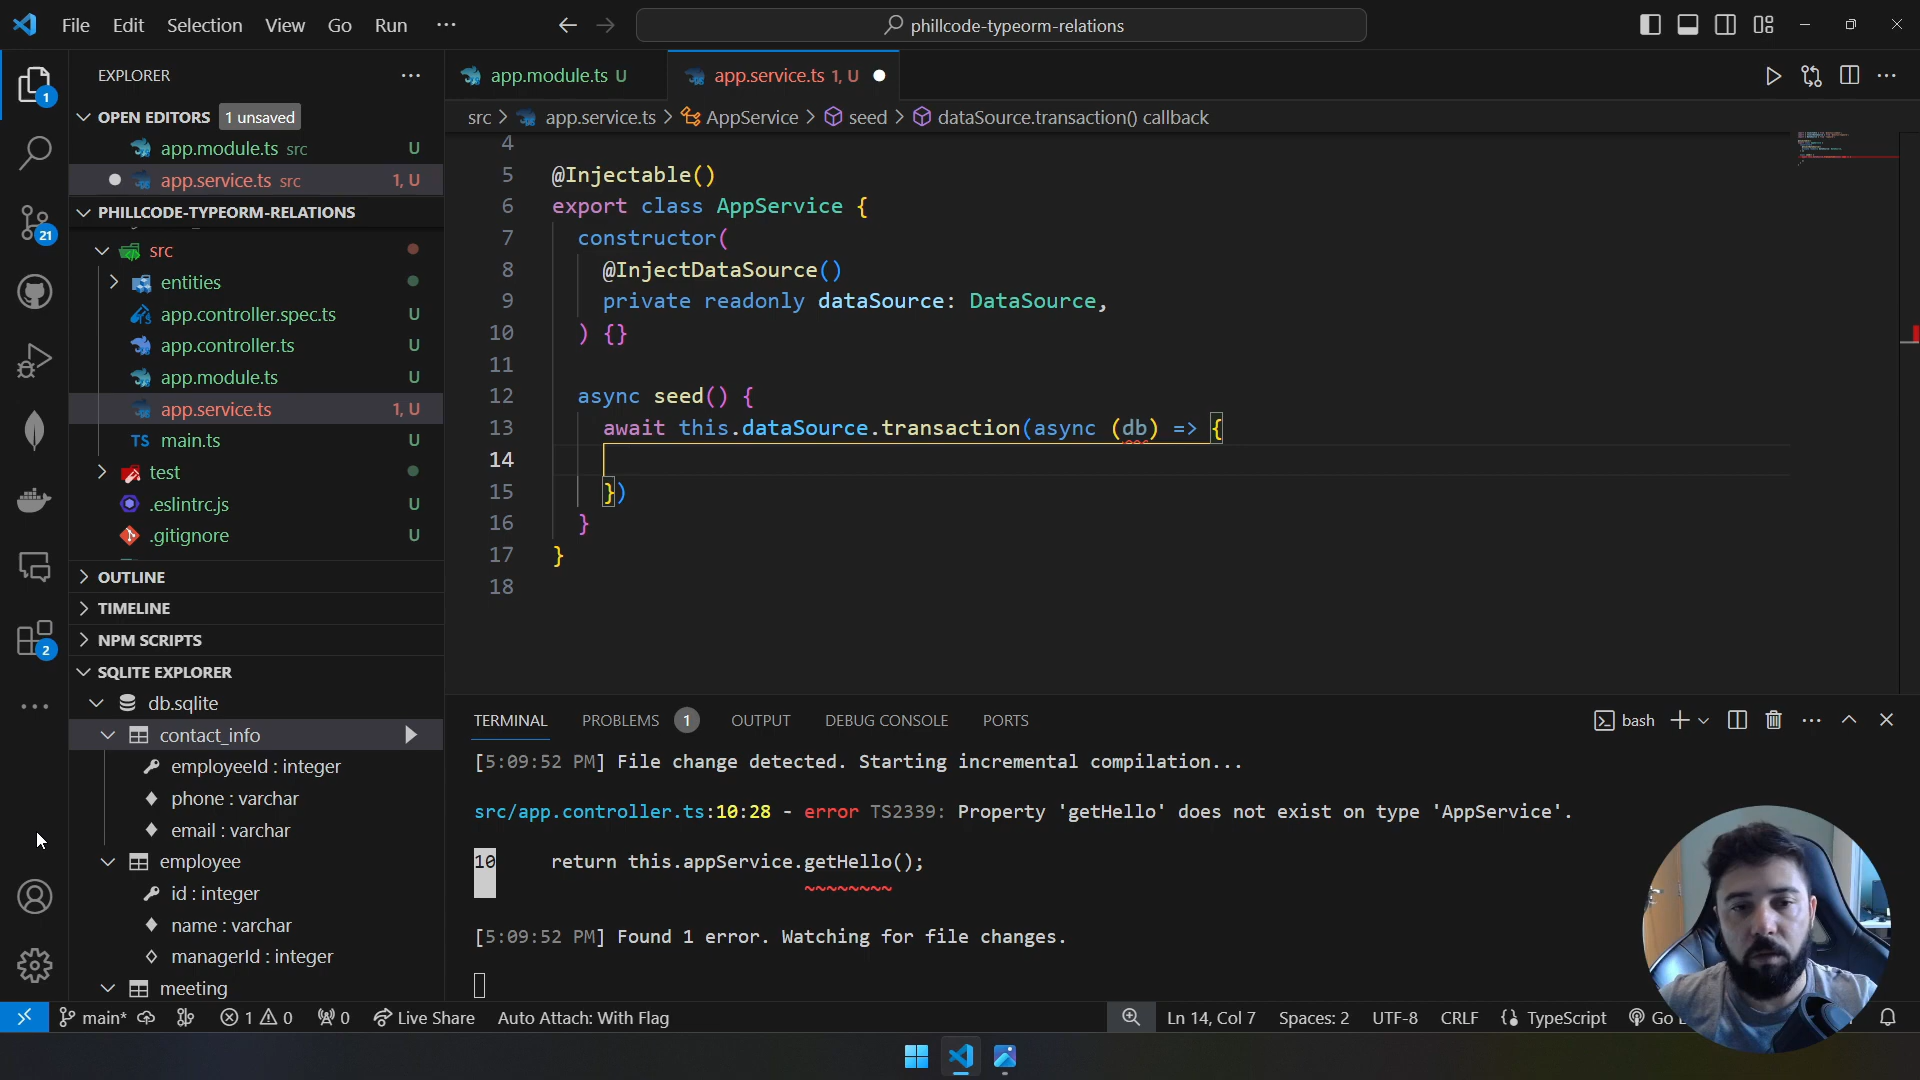 File Edit Selection View Go Run ···
phillcode-typeorm-relations
EXPLORER
OPEN EDITORS 1 unsaved
app.module.ts src U
app.service.ts src 1, U
PHILLCODE-TYPEORM-RELATIONS
src
entities
app.controller.spec.ts U
app.controller.ts U
app.module.ts U
app.service.ts 1, U
TS main.ts U
test
.eslintrc.js U
.gitignore U
OUTLINE
TIMELINE
NPM SCRIPTS
SQLITE EXPLORER
db.sqlite
contact_info
employeeId : integer
phone : varchar
email : varchar
employee
id : integer
name : varchar
managerId : integer
meeting
1
21
2
app.module.ts U
app.service.ts 1, U
src > app.service.ts > AppService > seed > dataSource.transaction() callback
4
5 @Injectable()
6 export class AppService {
7 constructor(
8 @InjectDataSource()
9 private readonly dataSource: DataSource,
10 ) {}
11
12 async seed() {
13 await this.dataSource.transaction(async (db) => {
14
15 })
16 }
17 }
18
TERMINAL PROBLEMS 1 OUTPUT DEBUG CONSOLE PORTS
bash
[5:09:52 PM] File change detected. Starting incremental compilation...
src/app.controller.ts:10:28 - error TS2339: Property 'getHello' does not exist on type 'AppService'.
10 return this.appService.getHello();
~~~~~~~~
[5:09:52 PM] Found 1 error. Watching for file changes.
main* 1 0 0 Live Share Auto Attach: With Flag
Ln 14, Col 7 Spaces: 2 UTF-8 CRLF {} TypeScript Go